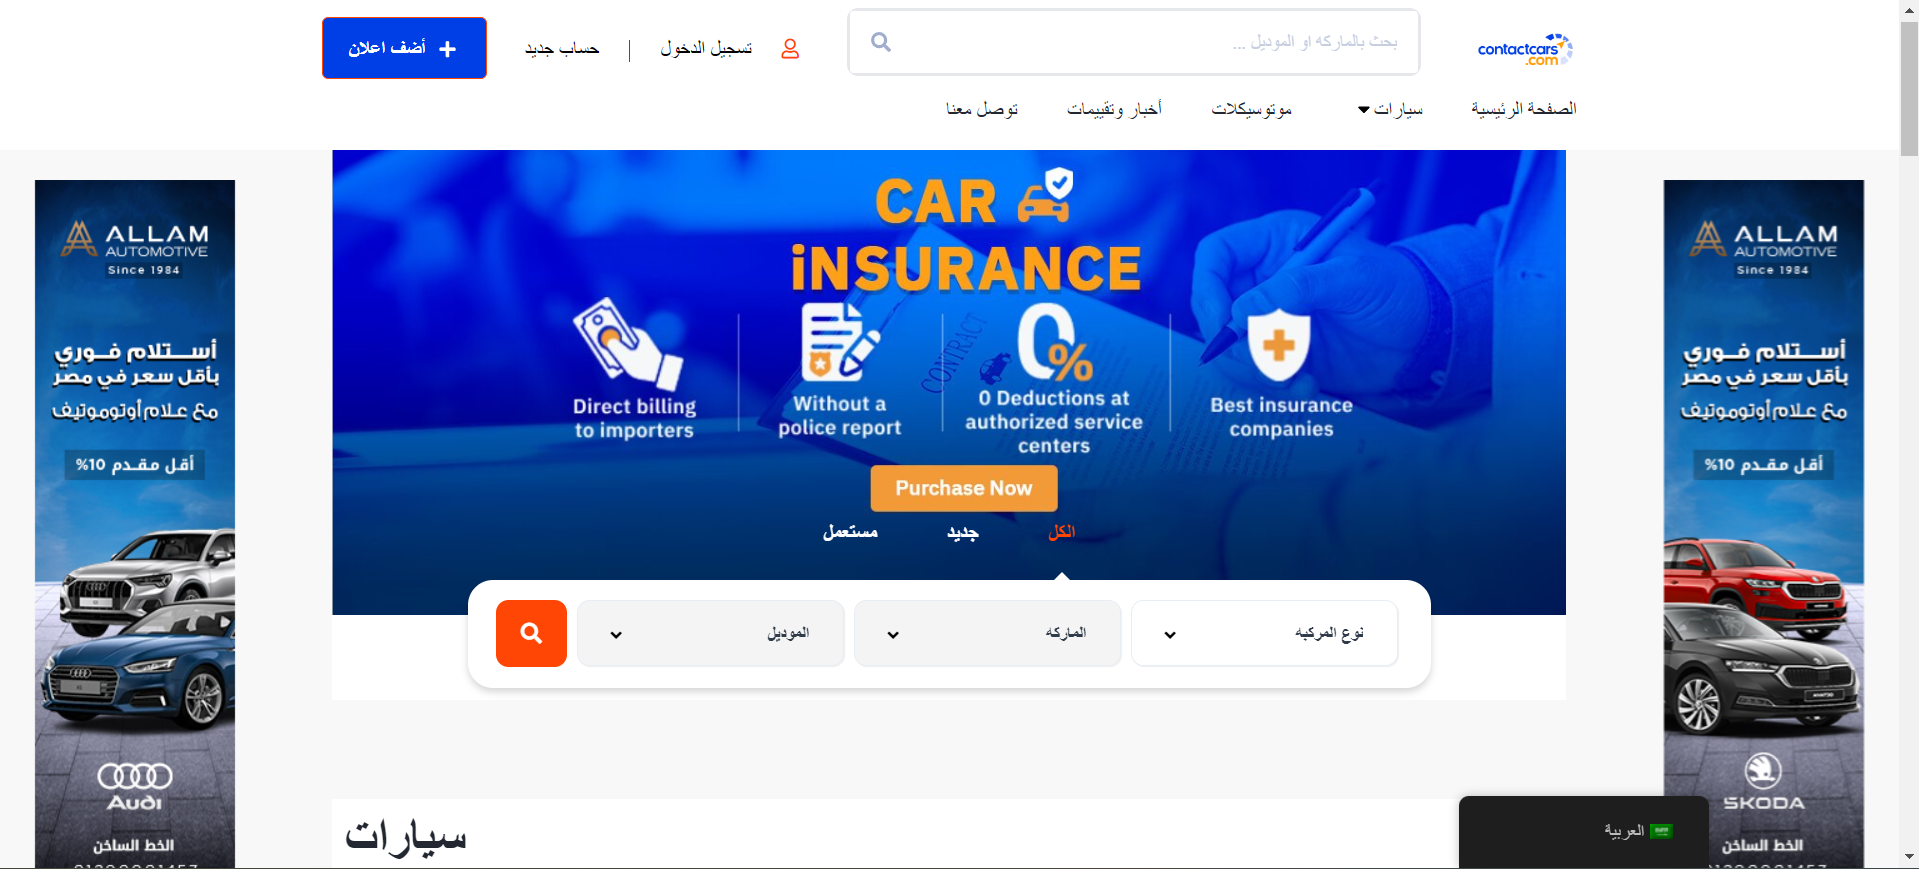 contactcars
.com
بحث بالماركه او الموديل ...
تسجيل الدخول
حساب جديد
أضف اعلان
الصفحة الرئيسية
سيارات
موتوسيكلات
أخبار وتقييمات
توصل معنا
CAR
iNSURANCE
Direct billing
to importers
Without a
police report
CONTRACT
0%
0 Deductions at
authorized service
centers
Best insurance
companies
Purchase Now
الكل
جديد
مستعمل
نوع المركبه
الماركه
الموديل
سيارات
العربية
ALLAM
AUTOMOTIVE
Since 1984
أستلام فوري
بأقل سعر في مصر
مع علام أوتوموتيف
أقل مقدم 10%
Audi
الخط الساخن
ALLAM
AUTOMOTIVE
Since 1984
أستلام فوري
بأقل سعر في مصر
مع علام أوتوموتيف
أقل مقدم 10%
SKODA
الخط الساخن